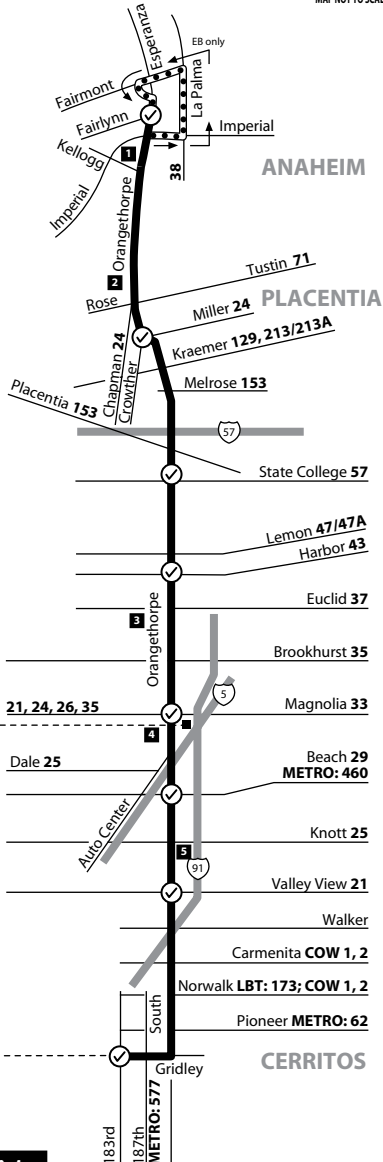 Esperanza
EB only
Fairmont
La Palma
Fairlynn
Imperial
Kellogg
1
38
ANAHEIM
Imperial
Orangethorpe
Tustin 71
2
Rose
Miller 24
PLACENTIA
Chapman 24
Crowther
Kraemer 129, 213/213A
Placentia 153
Melrose 153
57
State College 57
Lemon 47/47A
Harbor 43
Euclid 37
3
Orangethorpe
Brookhurst 35
5
21, 24, 26, 35
Magnolia 33
4
Dale 25
Beach 29
METRO: 460
Auto Center
Knott 25
5
91
Valley View 21
Walker
Carmenita COW 1, 2
Norwalk LBT: 173; COW 1, 2
South
Pioneer METRO: 62
CERRITOS
Gridley
183rd
187th
METRO: 577